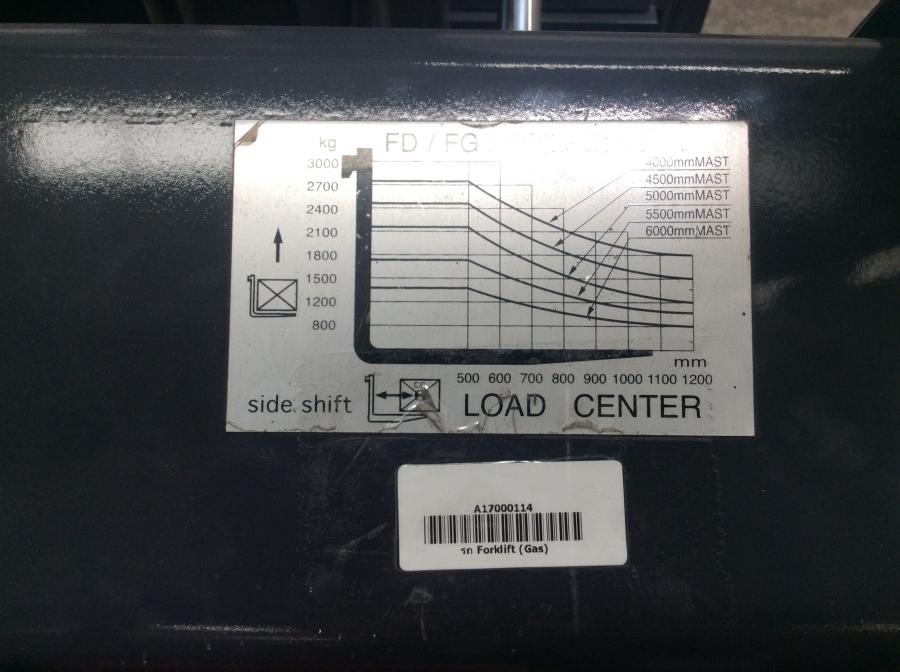 kg
FD / FG
3000
2700
2400
2100
1800
1500
1200
800
4000mmMAST
4500mmMAST
5000mmMAST
5500mmMAST
6000mmMAST
mm
500 600 700 800 900 1000 1100 1200
side shift
C.G
LOAD CENTER
A17000114
รถ Forklift (Gas)